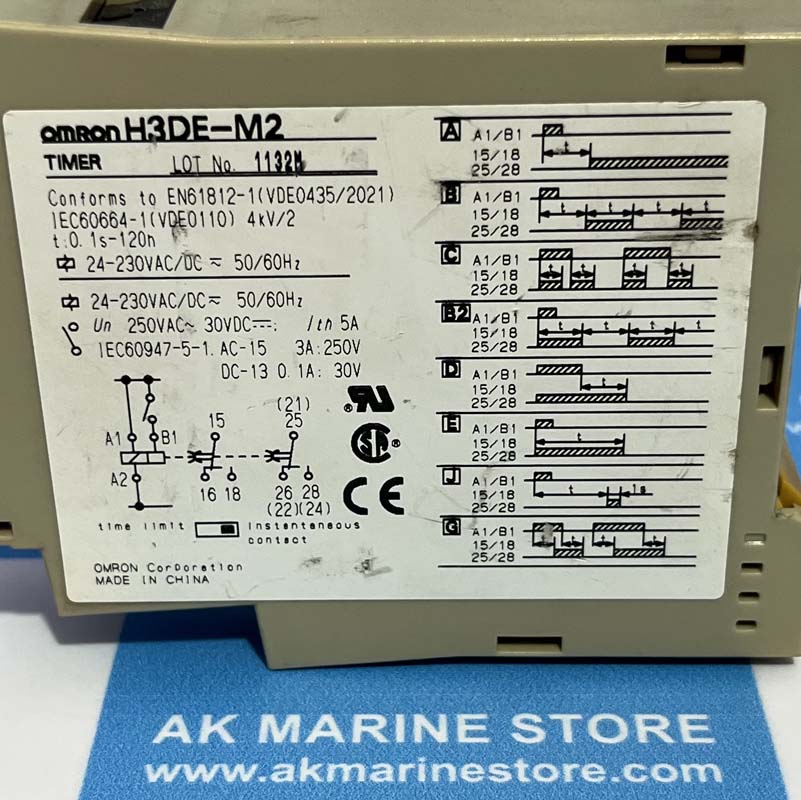 OMRON H3DE-M2
TIMER LOT No. 1132M
Conforms to EN61812-1(VDE0435/2021)
IEC60664-1(VDE0110) 4kV/2
t:0.1s-120h
24-230VAC/DC≂ 50/60Hz
24-230VAC/DC≂ 50/60Hz
Un 250VAC~ 30VDC⎓: Ith 5A
IEC60947-5-1. AC-15 3A:250V
DC-13 0.1A: 30V
(21)
15 25
A1 B1
A2
16 18 26 28
(22)(24)
time limit instantaneous
contact
OMRON Corporation
MADE IN CHINA
c RU US
SA ®
CE
A A1/B1
t
15/18
25/28
B A1/B1
t t t t
15/18
25/28
C A1/B1
t t t t
15/18
25/28
B2 A1/B1
t t t t
15/18
25/28
D A1/B1
t
15/18
25/28
E A1/B1
t
15/18
25/28
J A1/B1
t 1s
15/18
25/28
G A1/B1
t t t t
15/18
25/28
AK MARINE STORE
www.akmarinestore.com